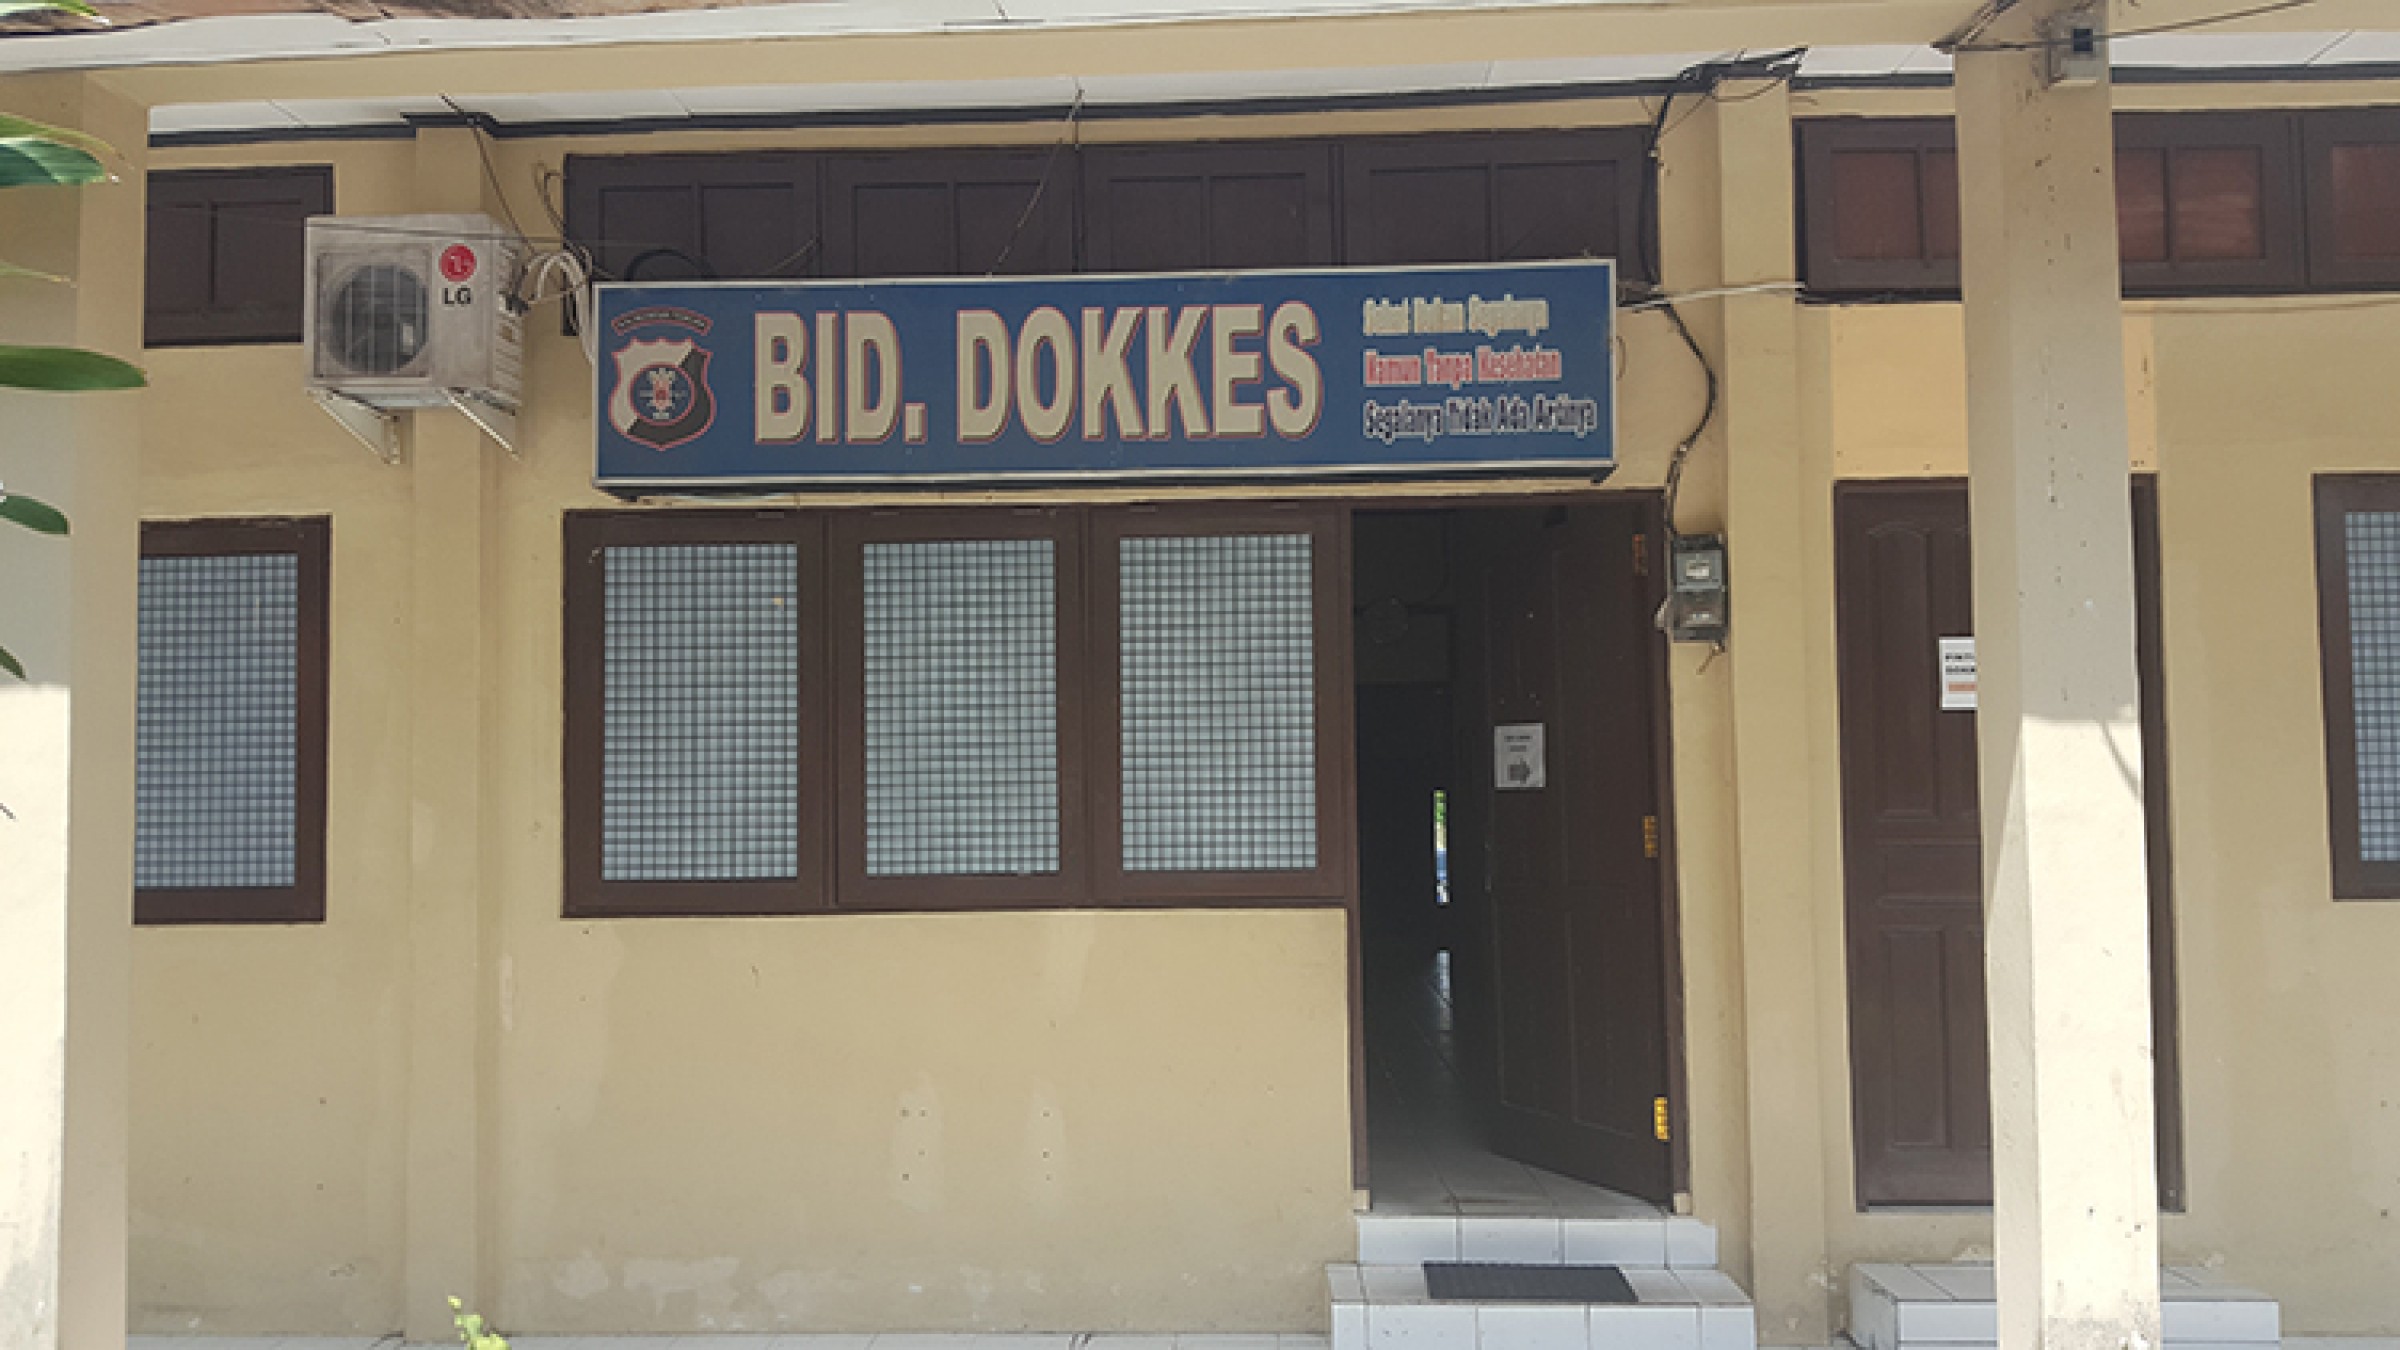 LG
BID. DOKKES
Sehat Bukan Segalanya
Namun Tanpa Kesehatan
Segalanya Tidak Ada Artinya